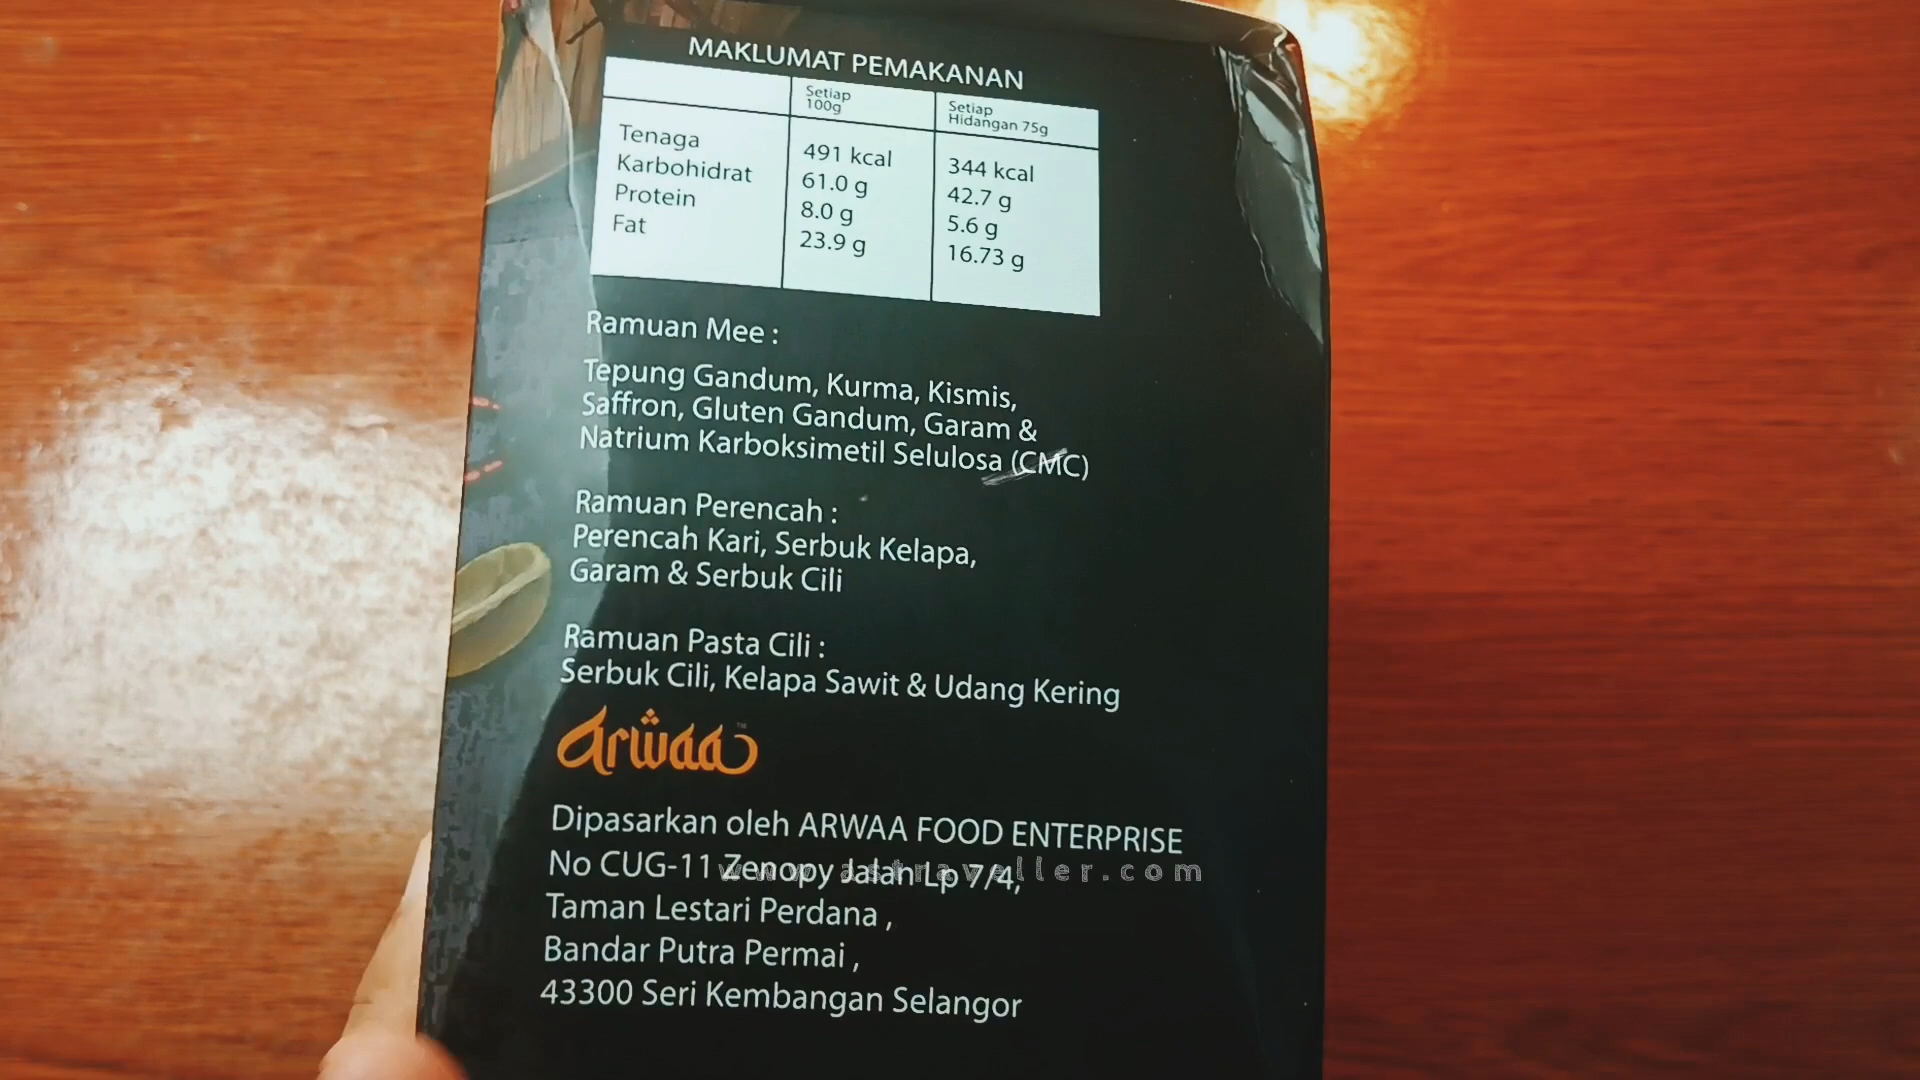 MAKLUMAT PEMAKANAN
Setiap 100g
Setiap Hidangan 75g
Tenaga 491 kcal 344 kcal
Karbohidrat 61.0 g 42.7 g
Protein 8.0 g 5.6 g
Fat 23.9 g 16.73 g
Ramuan Mee :
Tepung Gandum, Kurma, Kismis,
Saffron, Gluten Gandum, Garam &
Natrium Karboksimetil Selulosa (CMC)
Ramuan Perencah :
Perencah Kari, Serbuk Kelapa,
Garam & Serbuk Cili
Ramuan Pasta Cili :
Serbuk Cili, Kelapa Sawit & Udang Kering
arwaa ™
Dipasarkan oleh ARWAA FOOD ENTERPRISE
No CUG-11 Zenopy Jalan Lp 7/4,
www.astraveller.com
Taman Lestari Perdana ,
Bandar Putra Permai ,
43300 Seri Kembangan Selangor